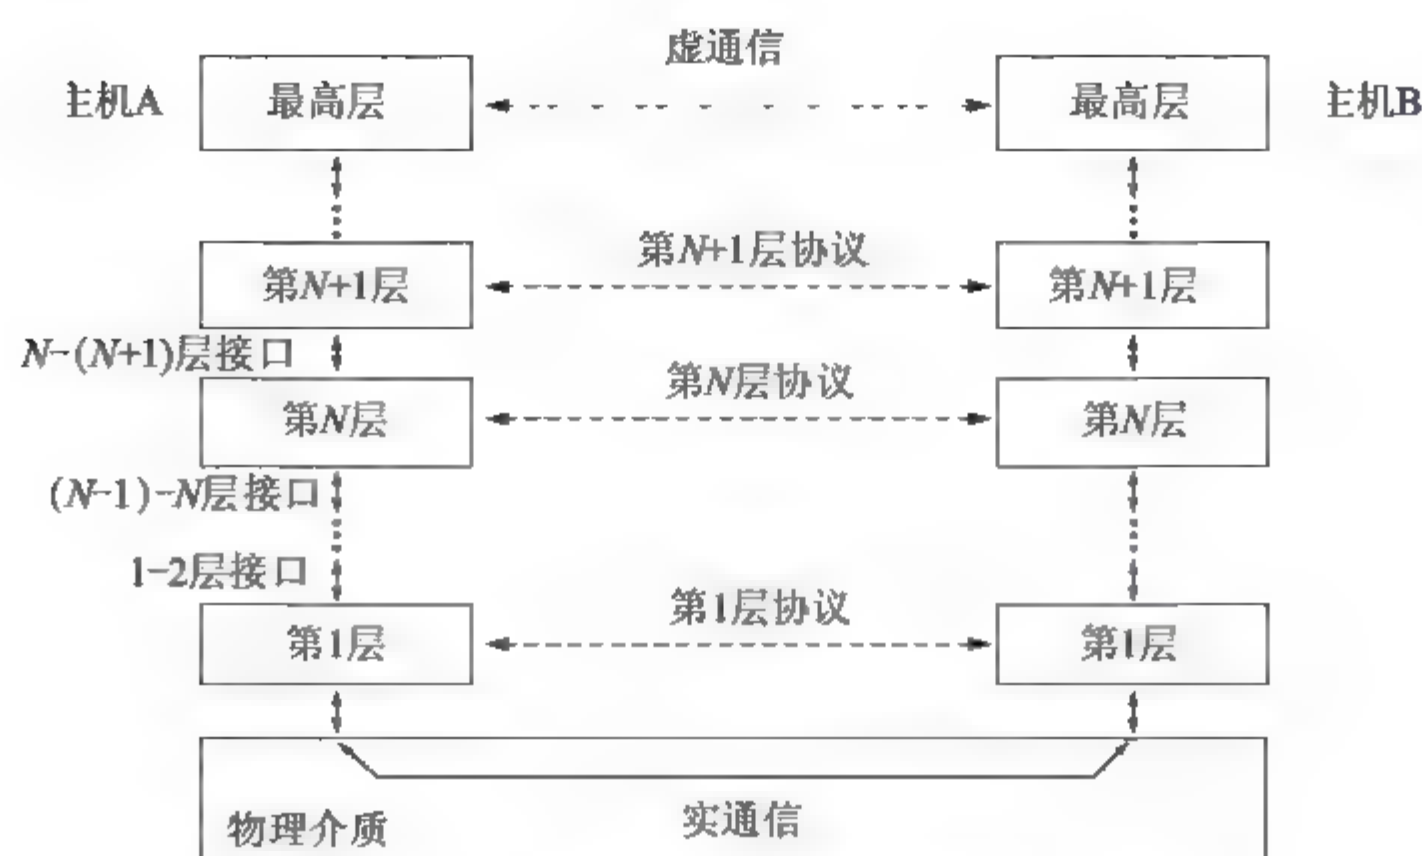 虚通信
主机A 最高层 最高层 主机B
第N+1层协议
第N+1层 第N+1层
N-(N+1)层接口
第N层协议
第N层 第N层
(N-1)-N层接口
1-2层接口
第1层协议
第1层 第1层
物理介质 实通信